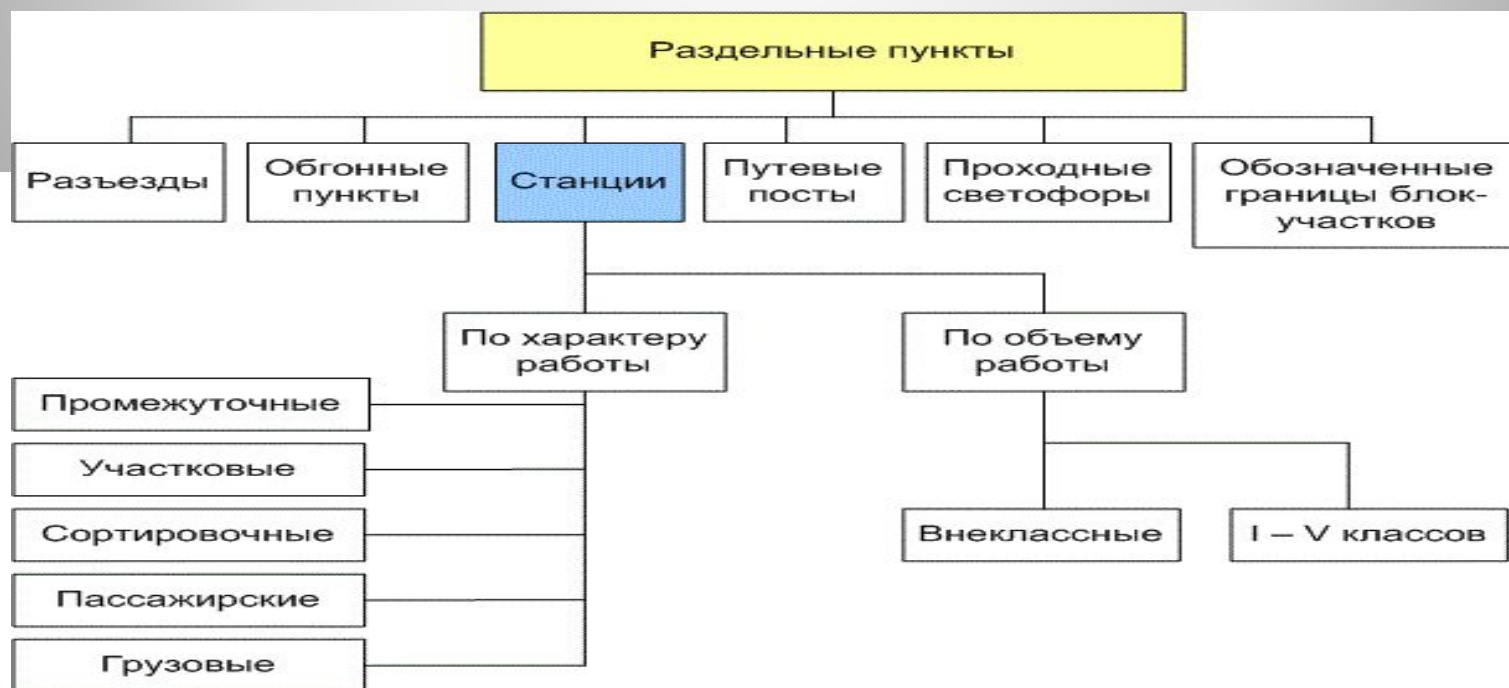 Раздельные пункты
Разъезды
Обгонные
пункты
Станции
Путевые
посты
Проходные
светофоры
Обозначенные
границы блок-
участков
По характеру
работы
По объему
работы
Промежуточные
Участковые
Сортировочные
Пассажирские
Грузовые
Внеклассные
I – V классов